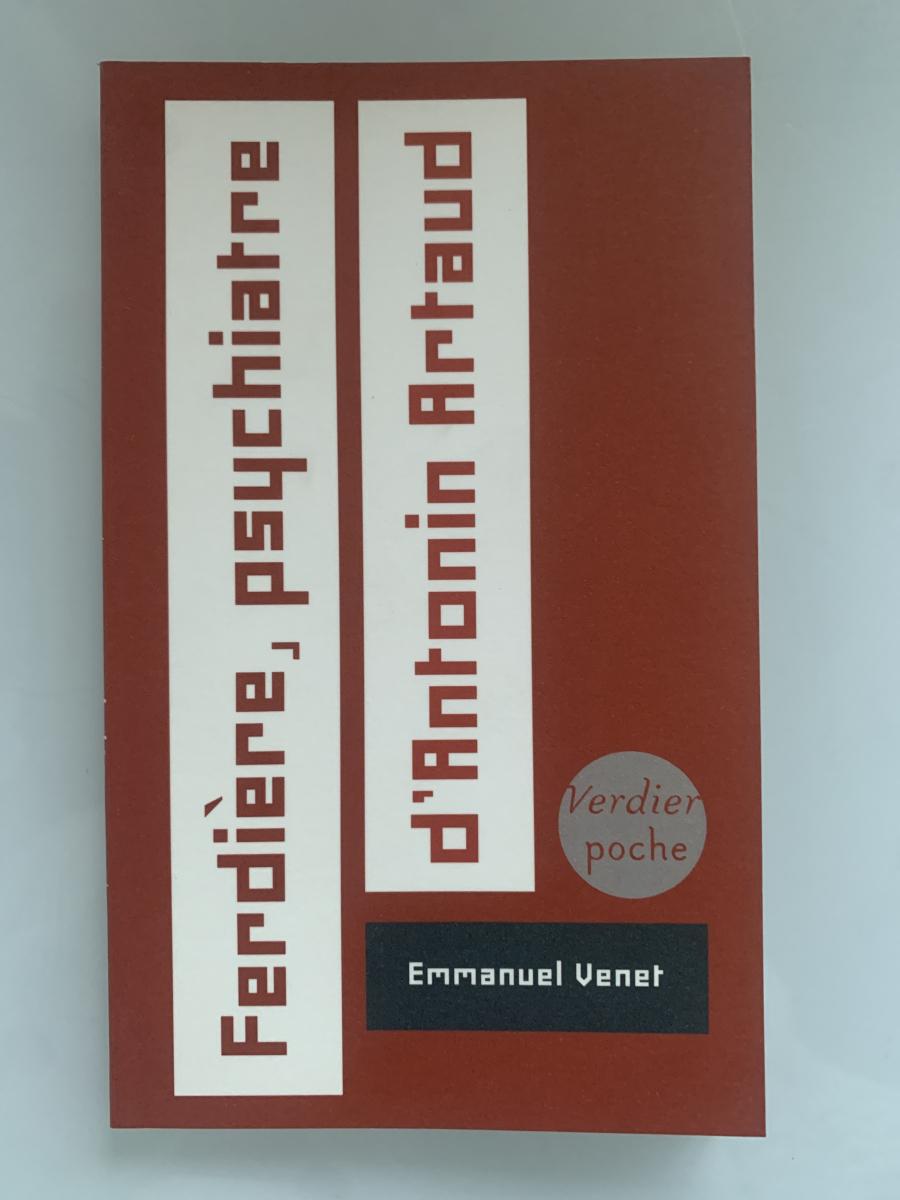 Ferdière, psychiatre
d'Antonin Artaud
Verdier
poche
Emmanuel Venet